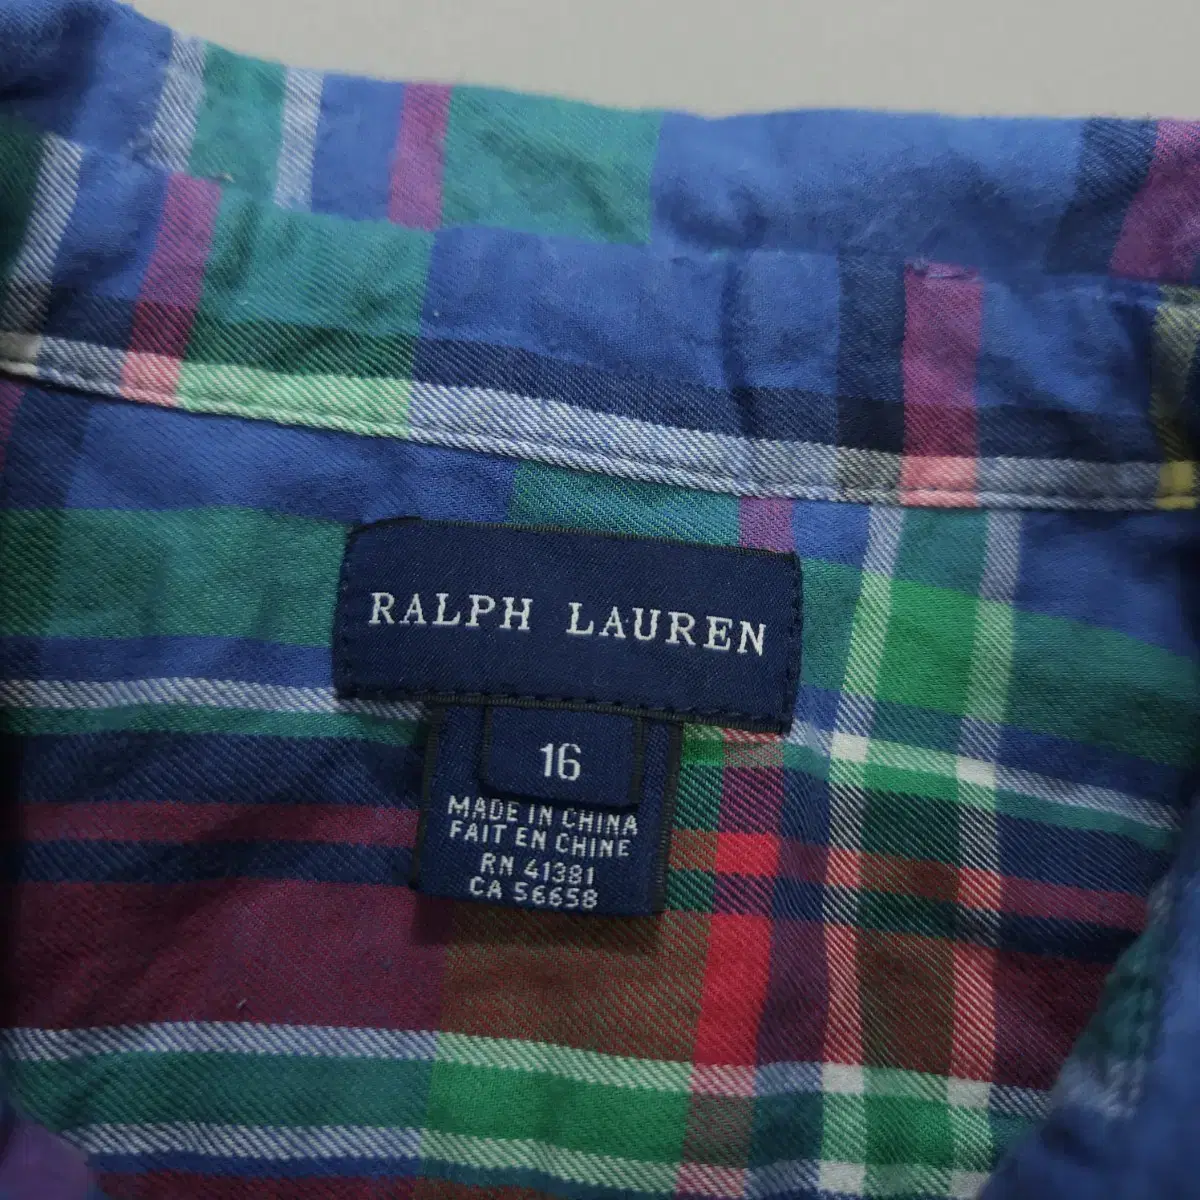 RALPH LAUREN
16
MADE IN CHINA
FAIT EN CHINE
RN 41381
CA 56658